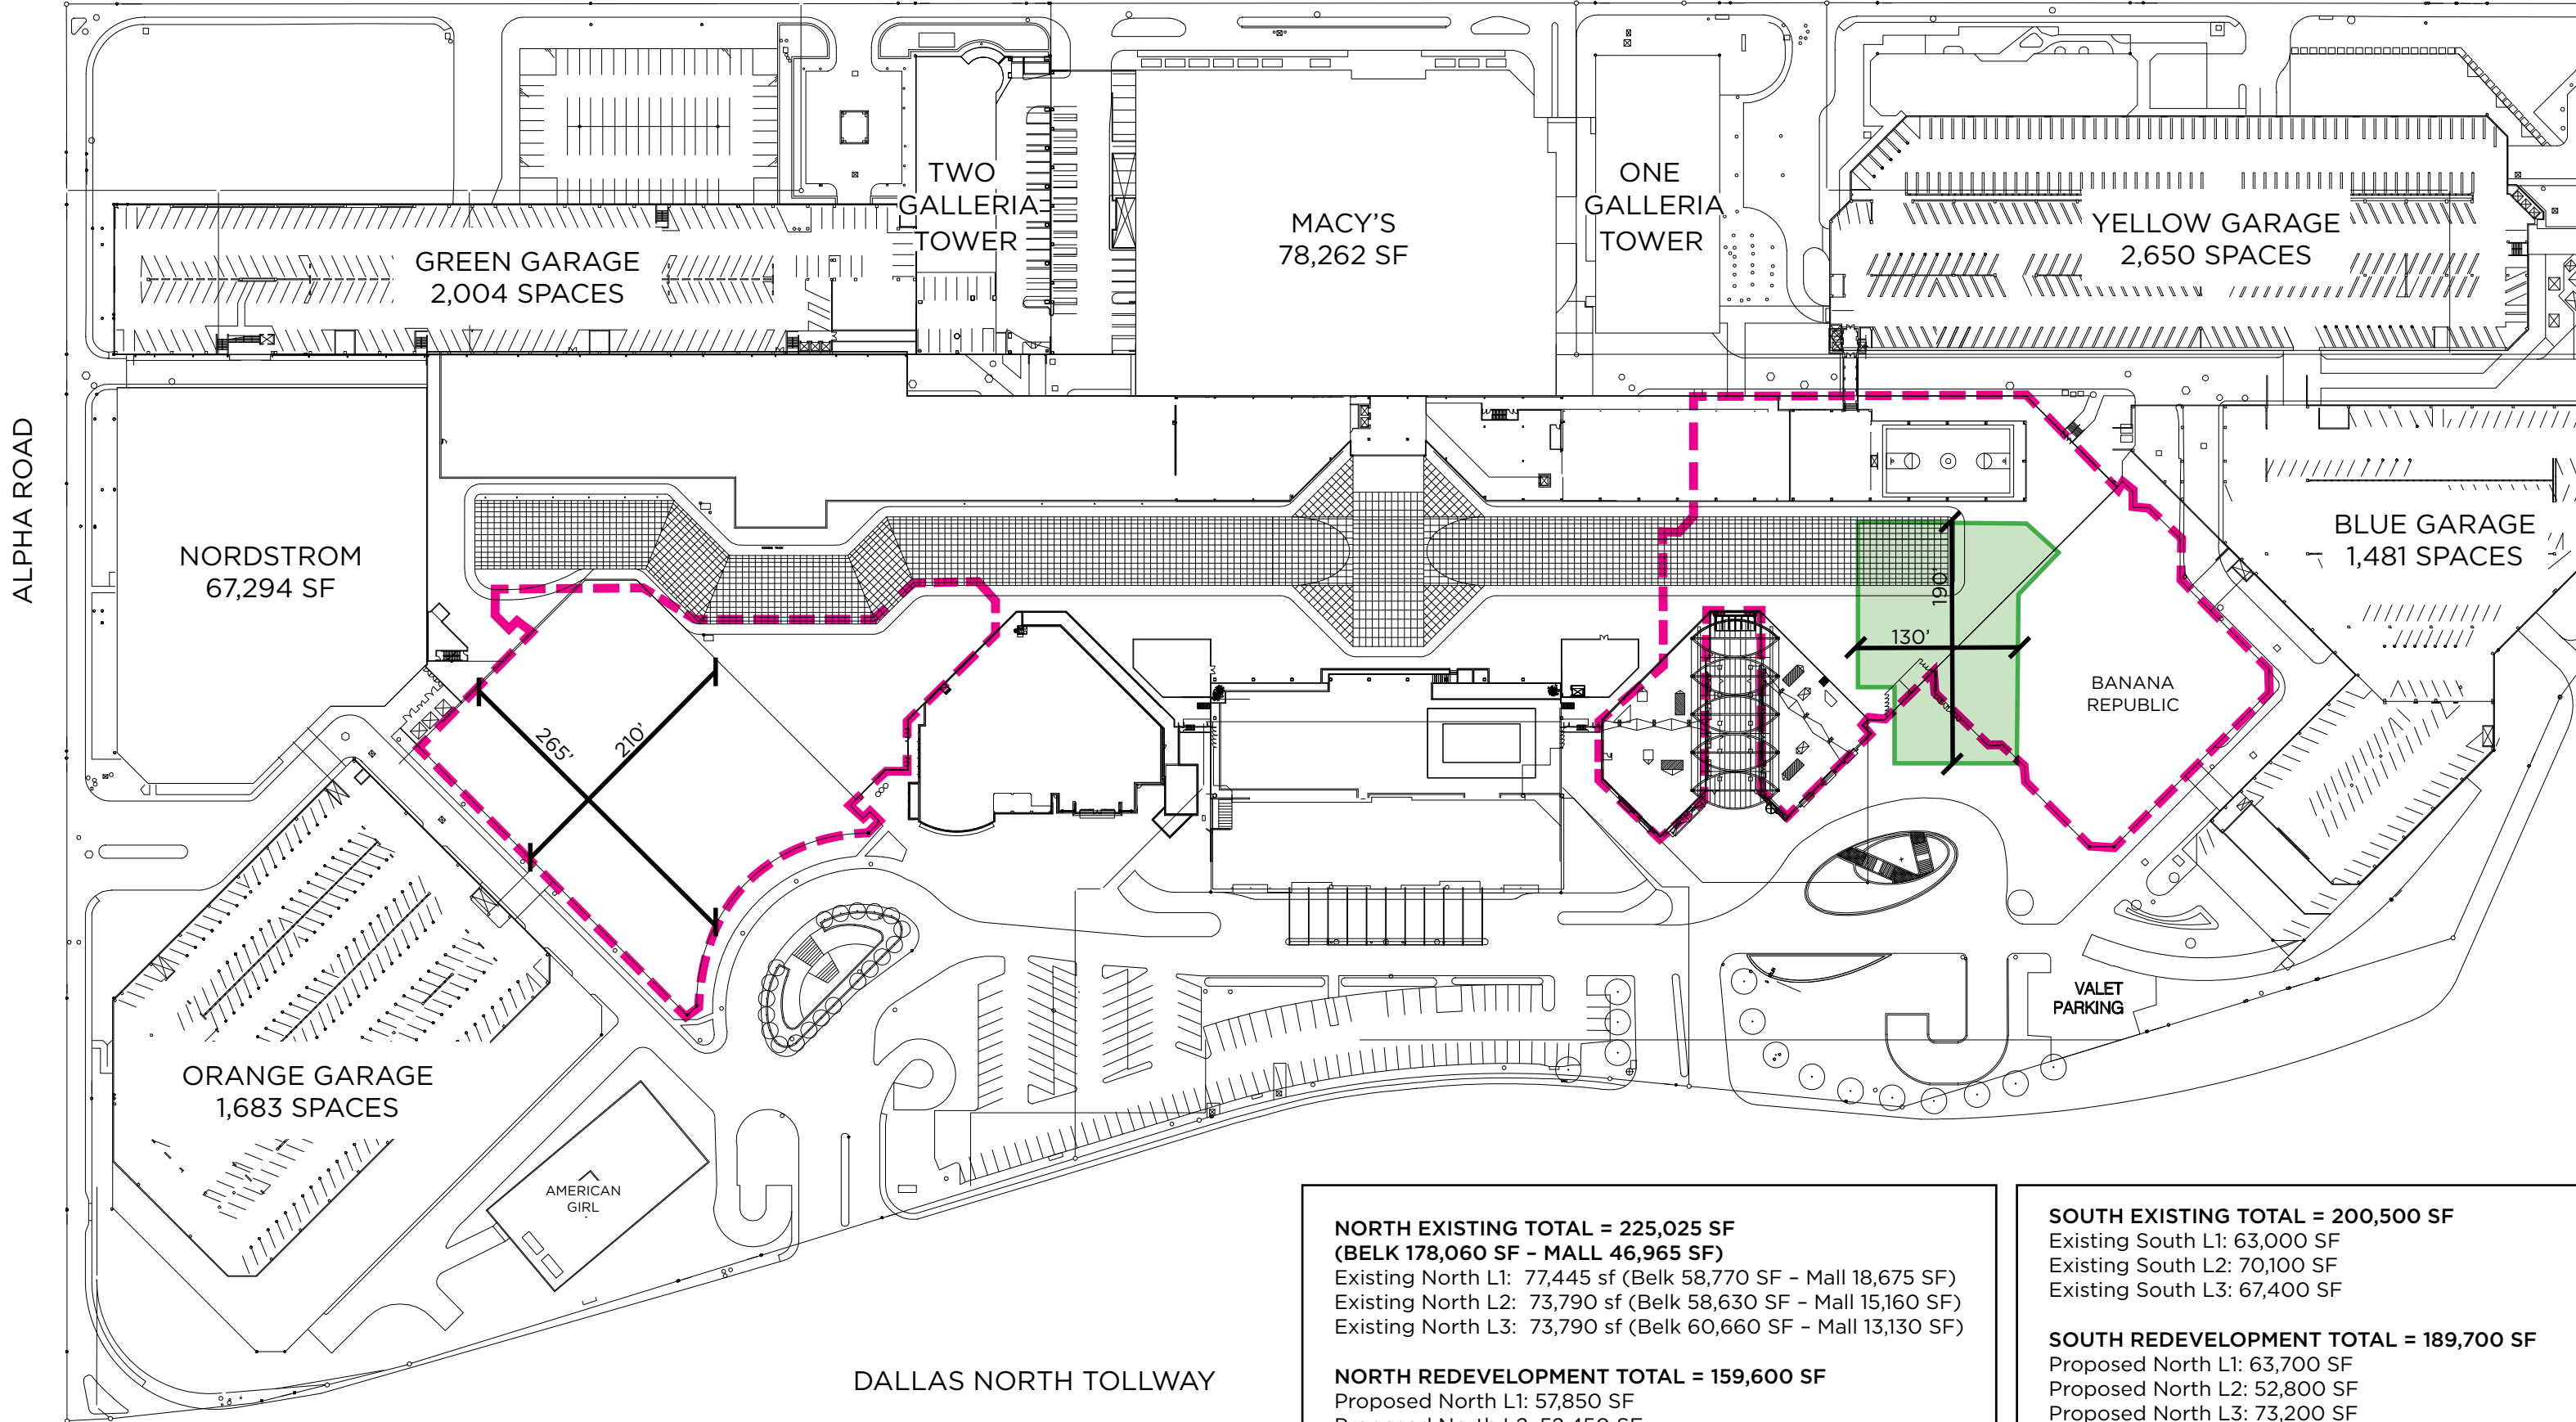 TWO
GALLERIA
TOWER
ONE
GALLERIA
TOWER
MACY’S
78,262 SF
YELLOW GARAGE
2,650 SPACES
GREEN GARAGE
2,004 SPACES
ALPHA ROAD
NORDSTROM
67,294 SF
BLUE GARAGE
1,481 SPACES
190’
130’
BANANA
REPUBLIC
265’
210’
VALET
PARKING
ORANGE GARAGE
1,683 SPACES
AMERICAN
GIRL
DALLAS NORTH TOLLWAY
NORTH EXISTING TOTAL = 225,025 SF
(BELK 178,060 SF – MALL 46,965 SF)
Existing North L1: 77,445 sf (Belk 58,770 SF – Mall 18,675 SF)
Existing North L2: 73,790 sf (Belk 58,630 SF – Mall 15,160 SF)
Existing North L3: 73,790 sf (Belk 60,660 SF – Mall 13,130 SF)
NORTH REDEVELOPMENT TOTAL = 159,600 SF
Proposed North L1: 57,850 SF
Proposed North L2: 52,450 SF
SOUTH EXISTING TOTAL = 200,500 SF
Existing South L1: 63,000 SF
Existing South L2: 70,100 SF
Existing South L3: 67,400 SF
SOUTH REDEVELOPMENT TOTAL = 189,700 SF
Proposed North L1: 63,700 SF
Proposed North L2: 52,800 SF
Proposed North L3: 73,200 SF